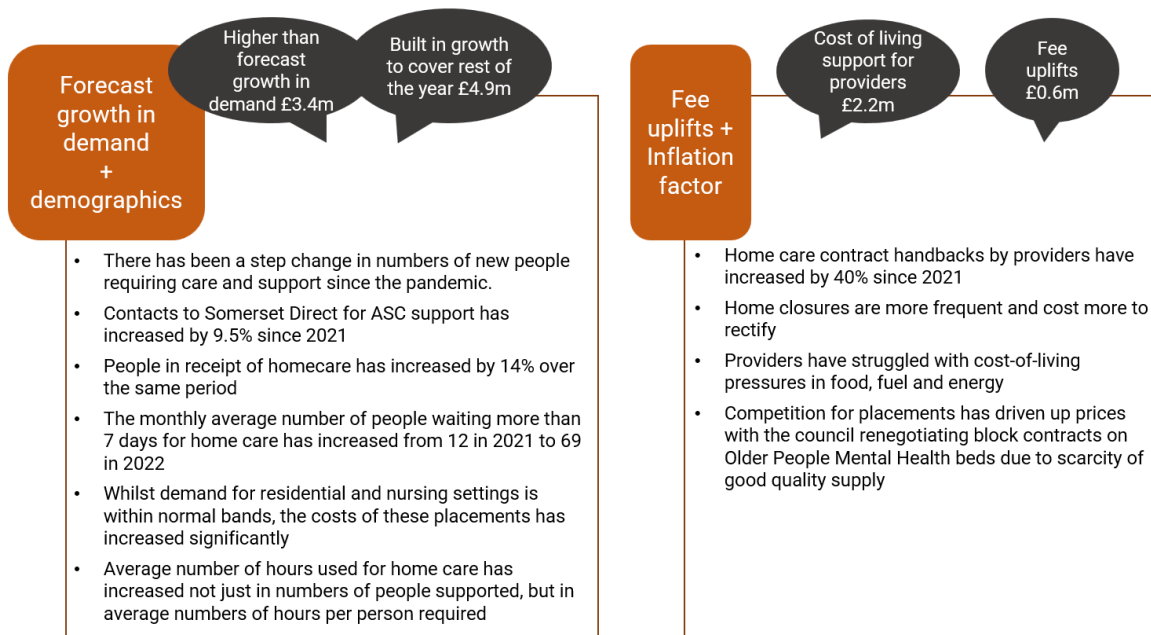 Forecast
growth in
demand
+
demographics
Higher than
forecast
growth in
demand £3.4m
Built in growth
to cover rest of
the year £4.9m
• There has been a step change in numbers of new people
requiring care and support since the pandemic.
• Contacts to Somerset Direct for ASC support has
increased by 9.5% since 2021
• People in receipt of homecare has increased by 14% over
the same period
• The monthly average number of people waiting more than
7 days for home care has increased from 12 in 2021 to 69
in 2022
• Whilst demand for residential and nursing settings is
within normal bands, the costs of these placements has
increased significantly
• Average number of hours used for home care has
increased not just in numbers of people supported, but in
average numbers of hours per person required
Fee
uplifts +
Inflation
factor
Cost of living
support for
providers
£2.2m
Fee
uplifts
£0.6m
• Home care contract handbacks by providers have
increased by 40% since 2021
• Home closures are more frequent and cost more to
rectify
• Providers have struggled with cost-of-living
pressures in food, fuel and energy
• Competition for placements has driven up prices
with the council renegotiating block contracts on
Older People Mental Health beds due to scarcity of
good quality supply